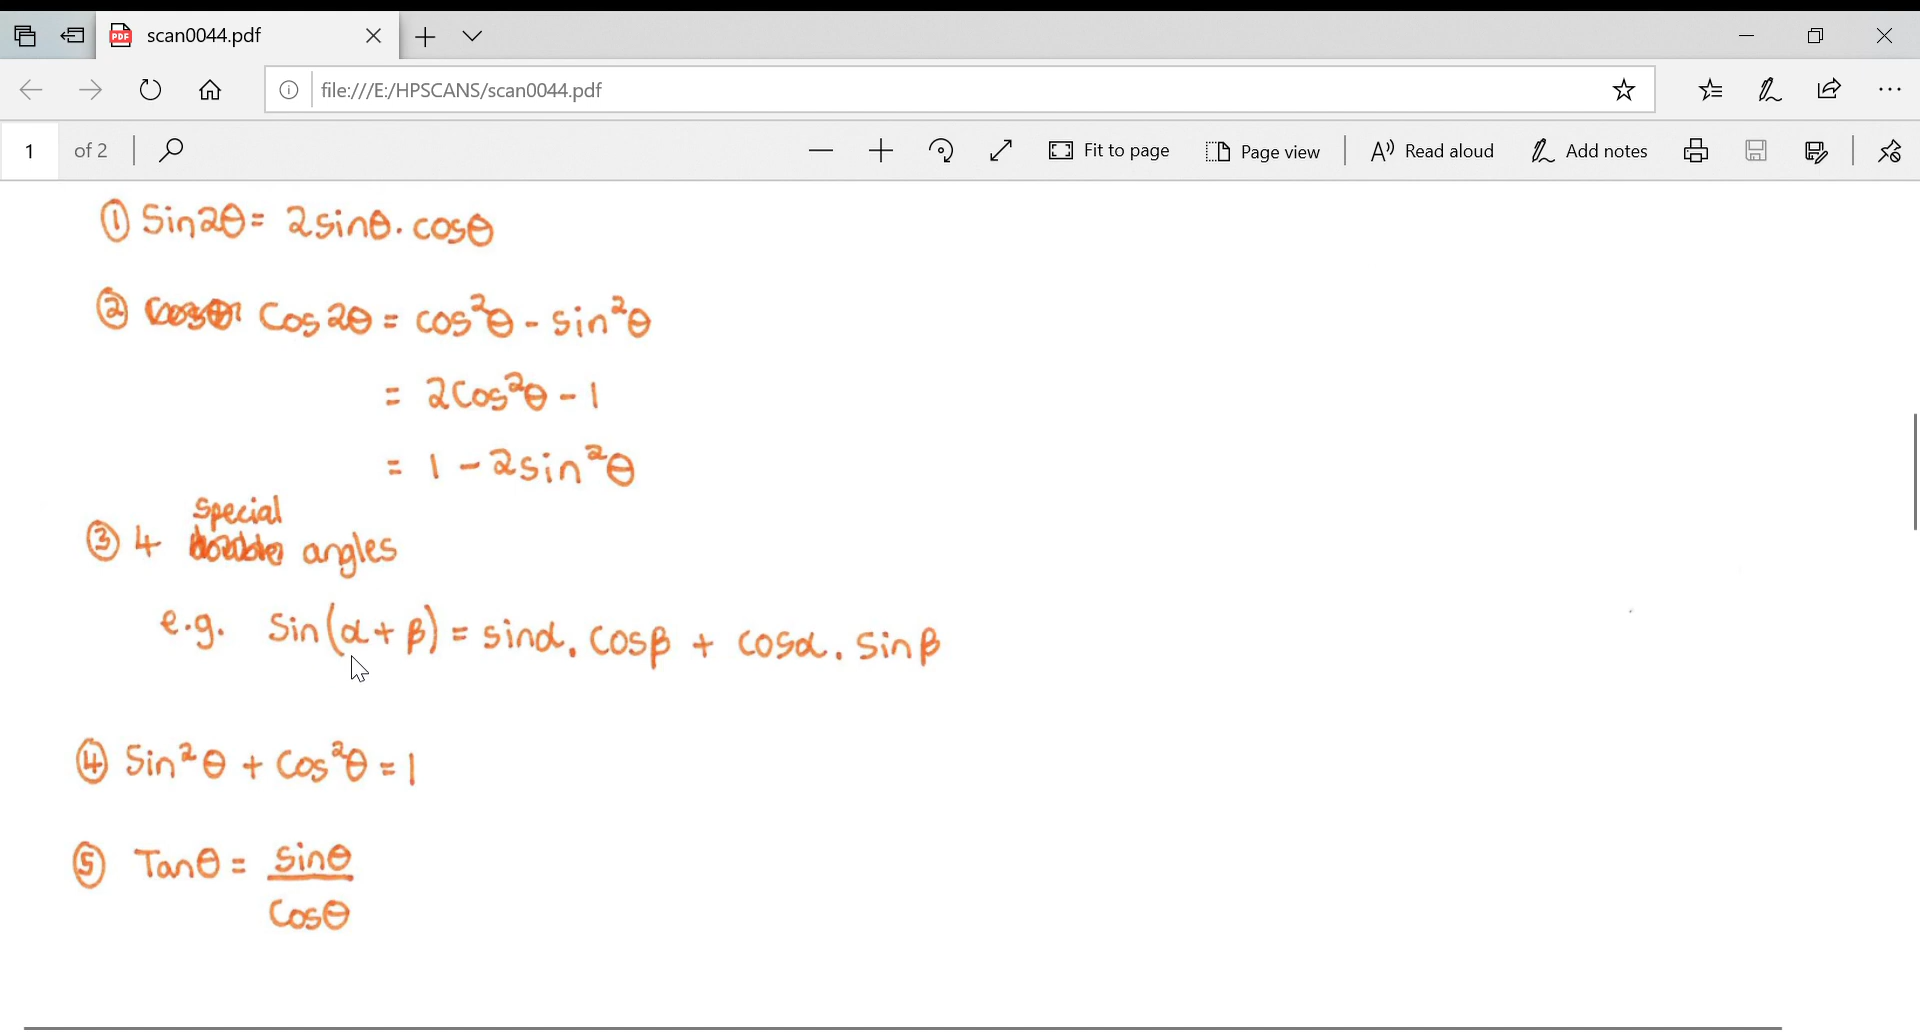 scan0044.pdf
file:///E:/HPSCANS/scan0044.pdf
1 of 2
Fit to page
Page view
Read aloud
Add notes
① Sin2θ = 2sinθ . cosθ
② Cos2θ = cos²θ - sin²θ
= 2Cos²θ - 1
= 1 - 2sin²θ
special
③ 4 angles
e.g. Sin(α + β) = sinα . cosβ + cosα . sinβ
④ Sin²θ + Cos²θ = 1
⑤ Tanθ = sinθ
Cosθ